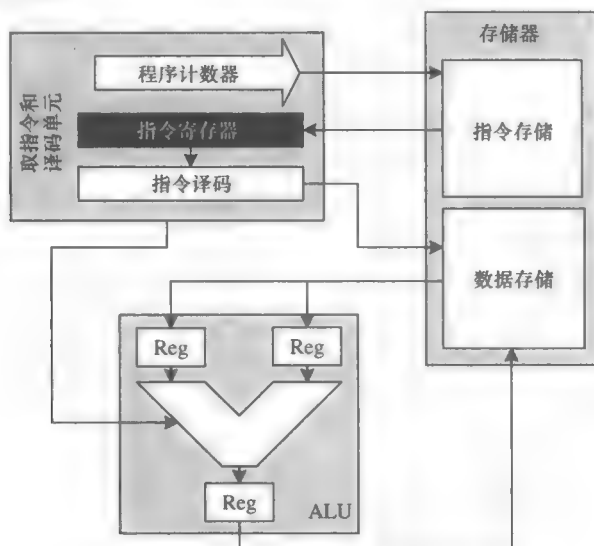 存储器
程序计数器
取指令和
译码单元
指令寄存器
指令存储
指令译码
数据存储
Reg
Reg
Reg
ALU